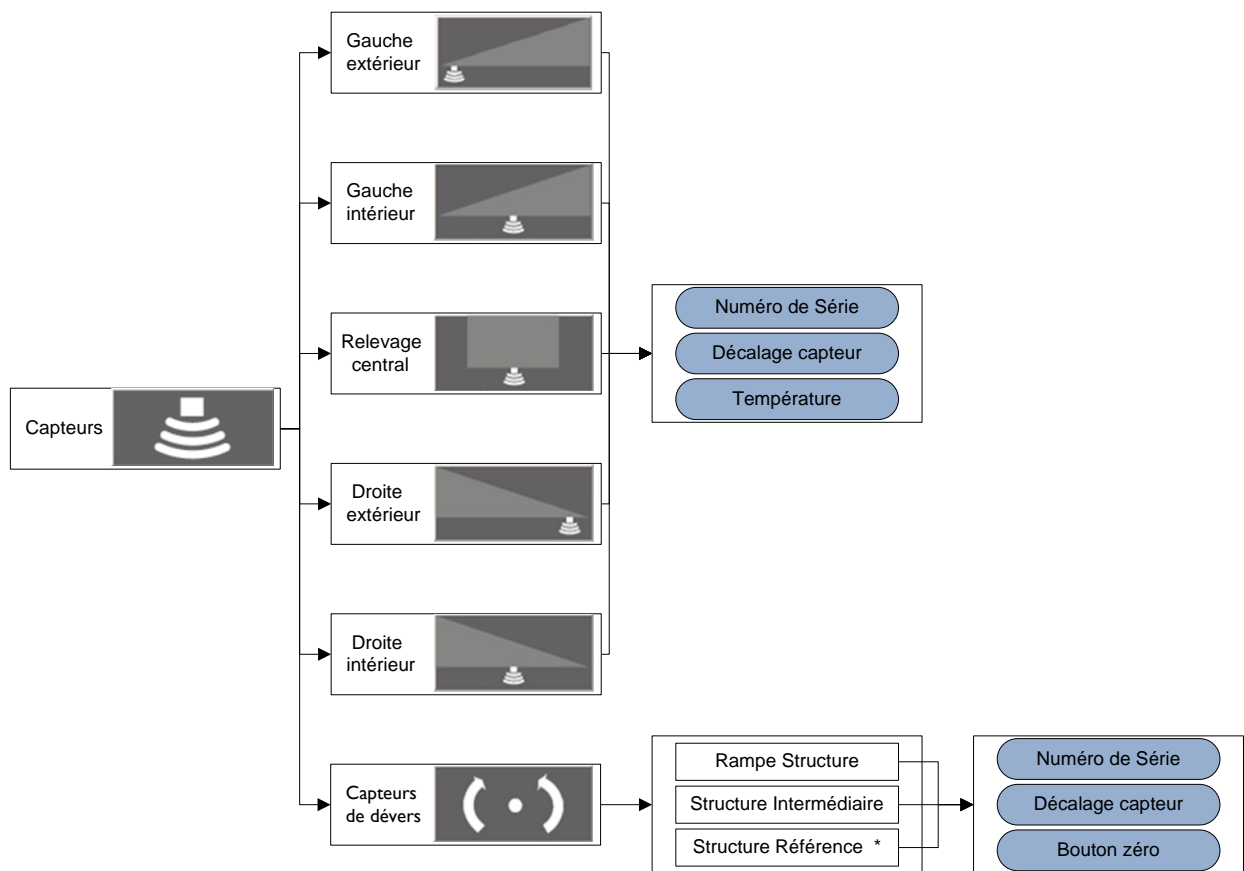 Gauche
extérieur
Gauche
intérieur
Relevage
central
Capteurs
Droite
extérieur
Droite
intérieur
Capteurs
de dévers
Numéro de Série
Décalage capteur
Température
Rampe Structure
Structure Intermédiaire
Structure Référence *
Numéro de Série
Décalage capteur
Bouton zéro